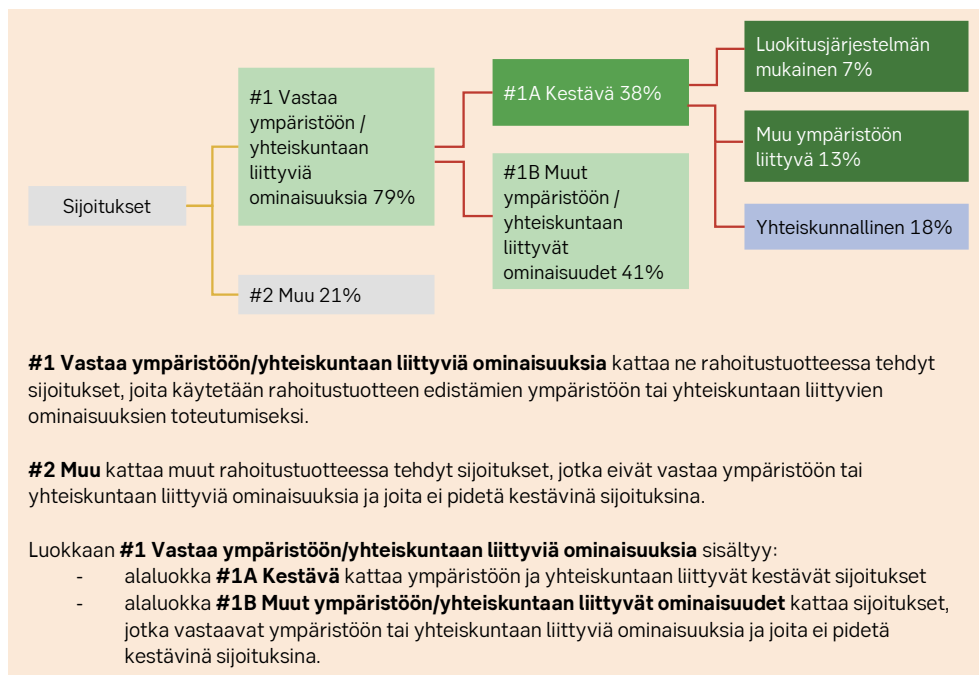 Sijoitukset
#1 Vastaa
ympäristöön /
yhteiskuntaan
liittyviä
ominaisuuksia 79%
#2 Muu 21%
#1A Kestävä 38%
#1B Muut
ympäristöön /
yhteiskuntaan
liittyvät
ominaisuudet 41%
Luokitusjärjestelmän
mukainen 7%
Muu ympäristöön
liittyvä 13%
Yhteiskunnallinen 18%
#1 Vastaa ympäristöön/yhteiskuntaan liittyviä ominaisuuksia kattaa ne rahoitustuotteessa tehdyt
sijoitukset, joita käytetään rahoitustuotteen edistämien ympäristöön tai yhteiskuntaan liittyvien
ominaisuuksien toteutumiseksi.
#2 Muu kattaa muut rahoitustuotteessa tehdyt sijoitukset, jotka eivät vastaa ympäristöön tai
yhteiskuntaan liittyviä ominaisuuksia ja joita ei pidetä kestävinä sijoituksina.
Luokkaan #1 Vastaa ympäristöön/yhteiskuntaan liittyviä ominaisuuksia sisältyy:
- alaluokka #1A Kestävä kattaa ympäristöön ja yhteiskuntaan liittyvät kestävät sijoitukset
- alaluokka #1B Muut ympäristöön/yhteiskuntaan liittyvät ominaisuudet kattaa sijoitukset,
jotka vastaavat ympäristöön tai yhteiskuntaan liittyviä ominaisuuksia ja joita ei pidetä
kestävinä sijoituksina.